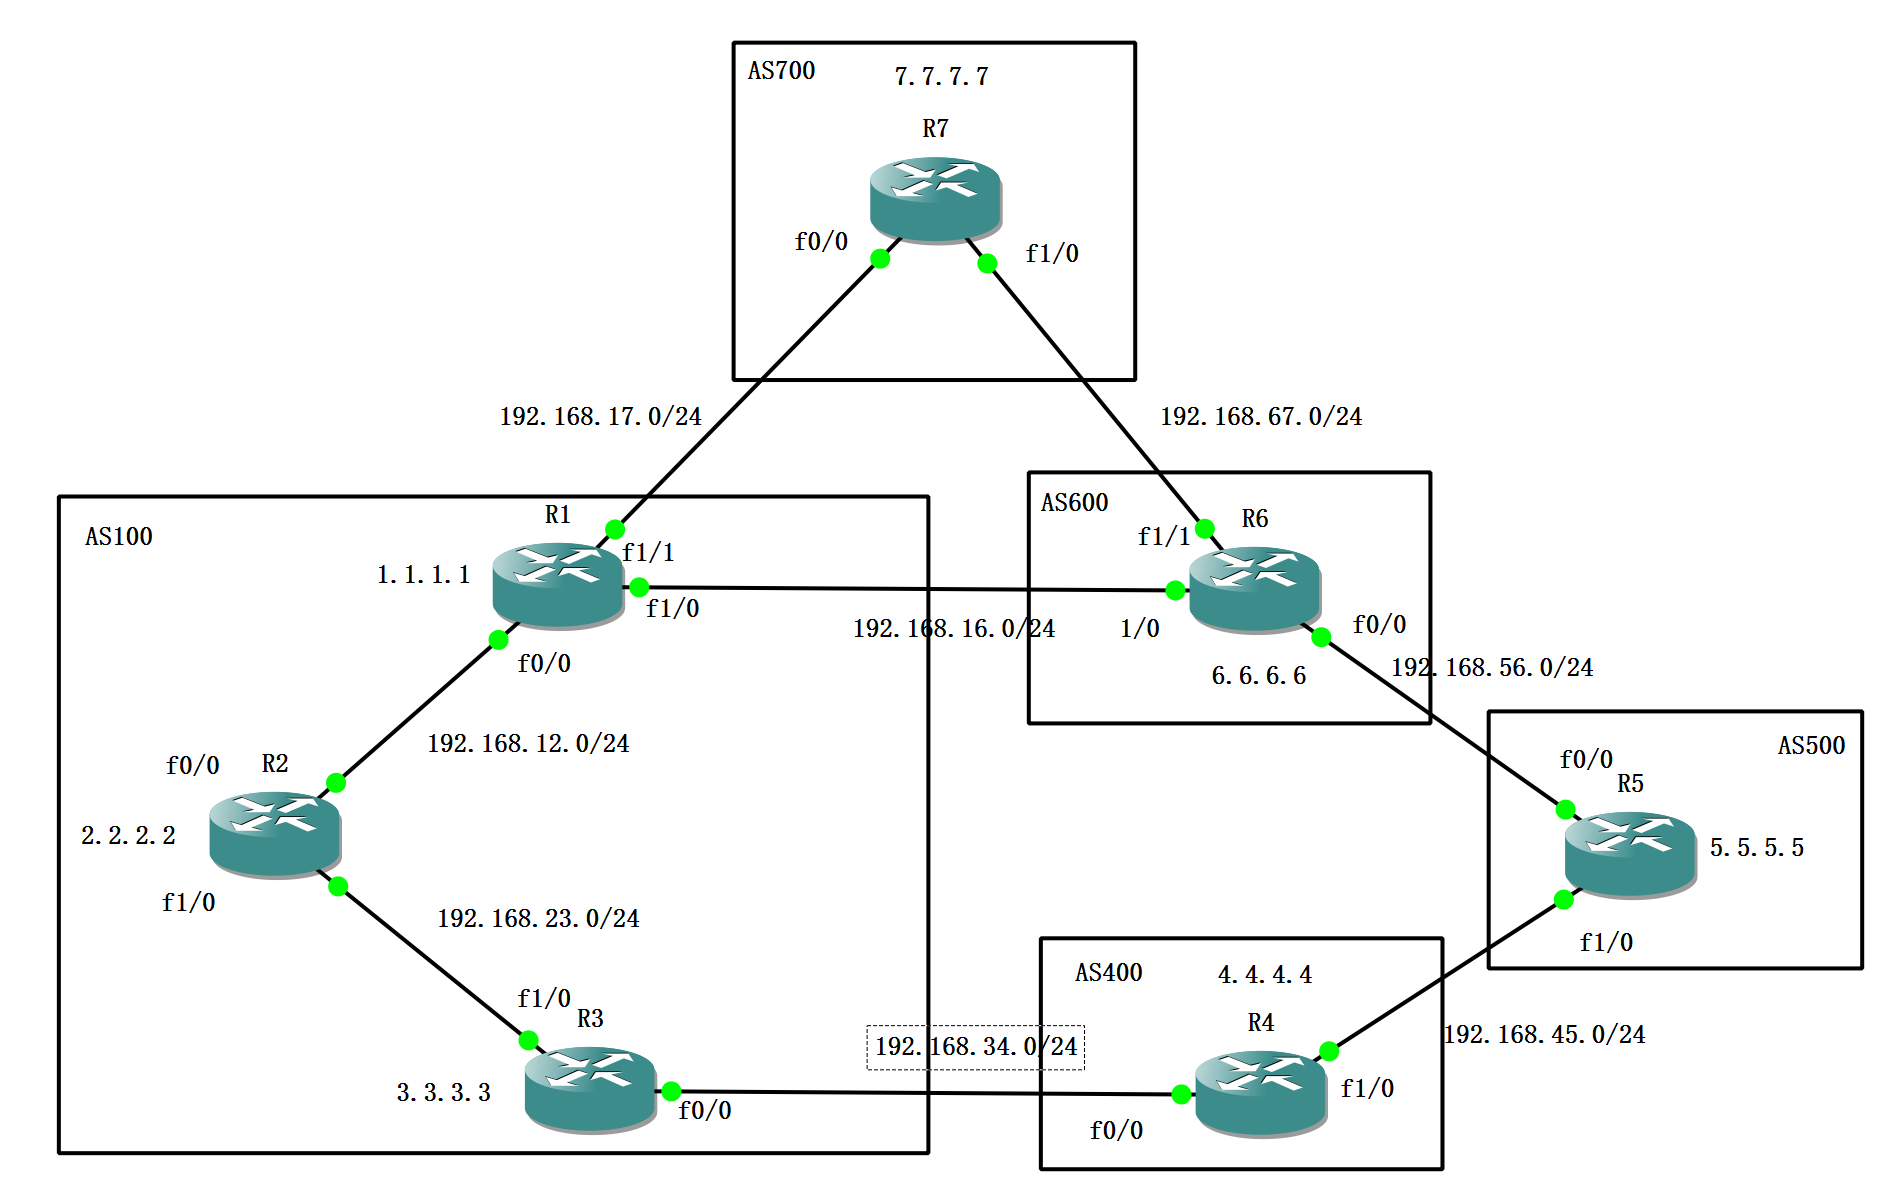 AS700
7.7.7.7
R7
f0/0
f1/0
192.168.17.0/24
192.168.67.0/24
AS100
R1
1.1.1.1
f1/1
f1/0
f0/0
192.168.16.0/24
AS600
R6
f1/1
1/0
f0/0
6.6.6.6
192.168.56.0/24
192.168.12.0/24
f0/0
R2
2.2.2.2
f1/0
192.168.23.0/24
AS500
f0/0
R5
5.5.5.5
f1/0
f1/0
R3
3.3.3.3
f0/0
192.168.34.0/24
AS400
4.4.4.4
R4
192.168.45.0/24
f1/0
f0/0